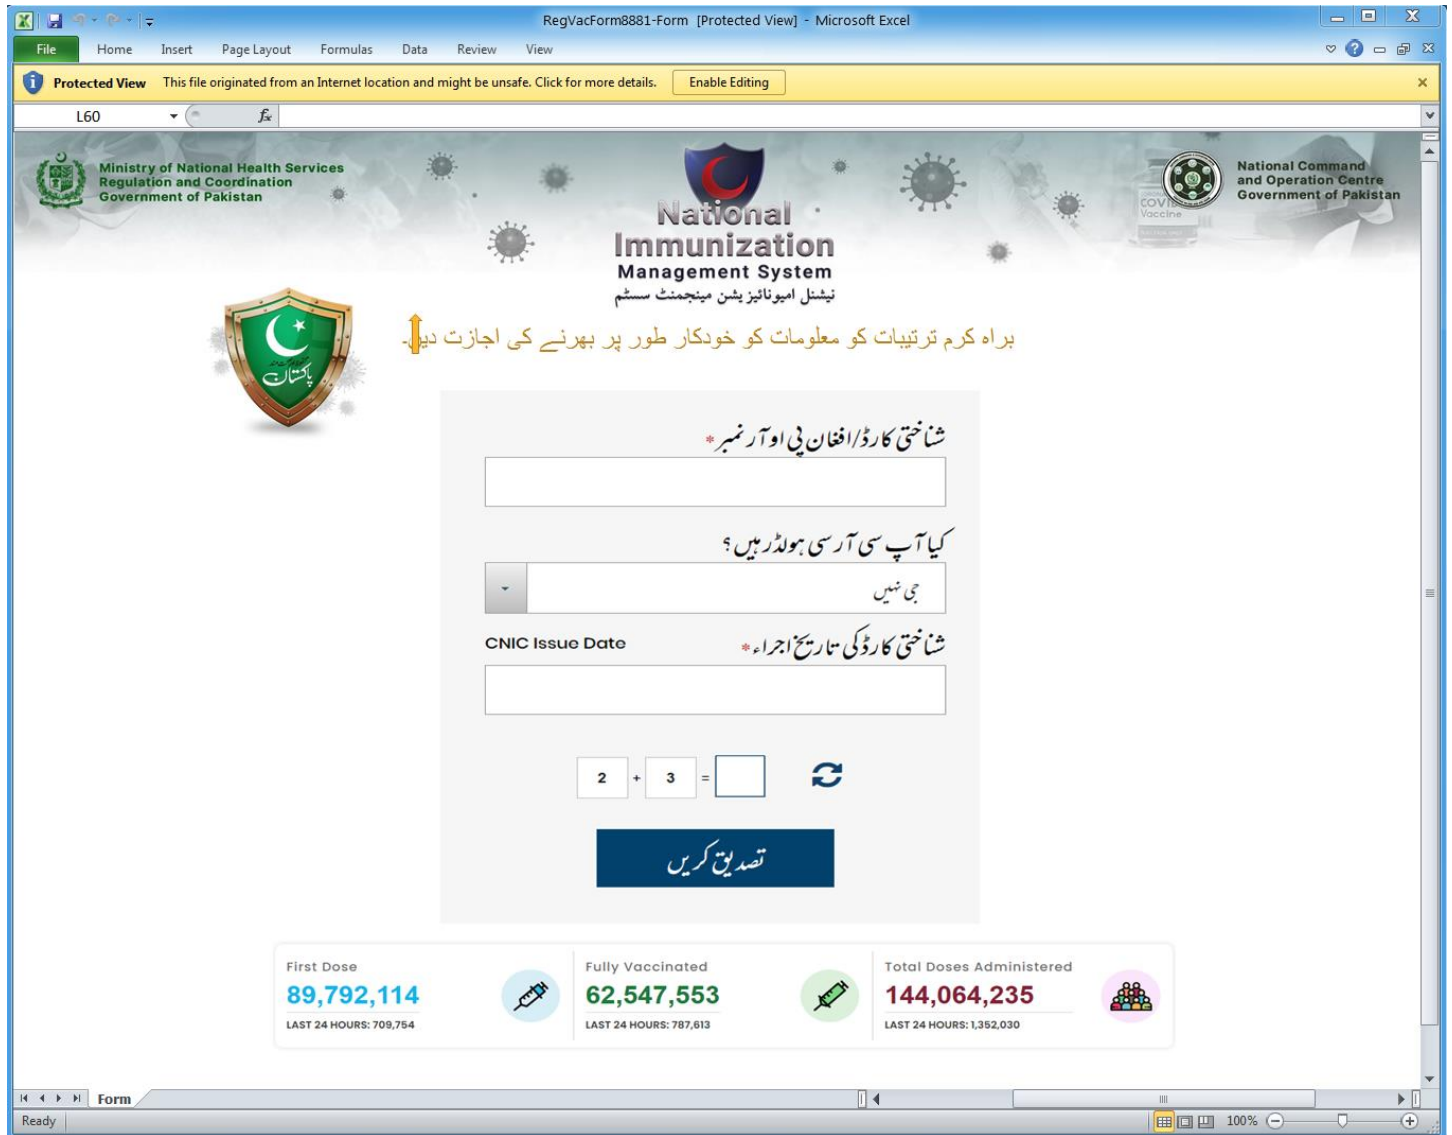 RegVacForm8881-Form [Protected View] - Microsoft Excel
File Home Insert Page Layout Formulas Data Review View
Protected View This file originated from an Internet location and might be unsafe. Click for more details. Enable Editing
L60 fx
Ministry of National Health Services
Regulation and Coordination
Government of Pakistan
National
Immunization
Management System
نیشنل امیونائیزیشن مینجمنٹ سسٹم
COVID
Vaccine
National Command
and Operation Centre
Government of Pakistan
پاکستان
براہ کرم ترتیبات کو معلومات کو خودکار طور پر بھرنے کی اجازت دیں۔
شناختی کارڈ/افغان پی او آر نمبر *
کیا آپ سی آر سی ہولڈر ہیں ؟
جی نہیں
CNIC Issue Date شناختی کارڈ کی تاریخ اجراء *
2 + 3 =
تصدیق کریں
First Dose
89,792,114
LAST 24 HOURS: 709,754
Fully Vaccinated
62,547,553
LAST 24 HOURS: 787,613
Total Doses Administered
144,064,235
LAST 24 HOURS: 1,352,030
Form
Ready 100%